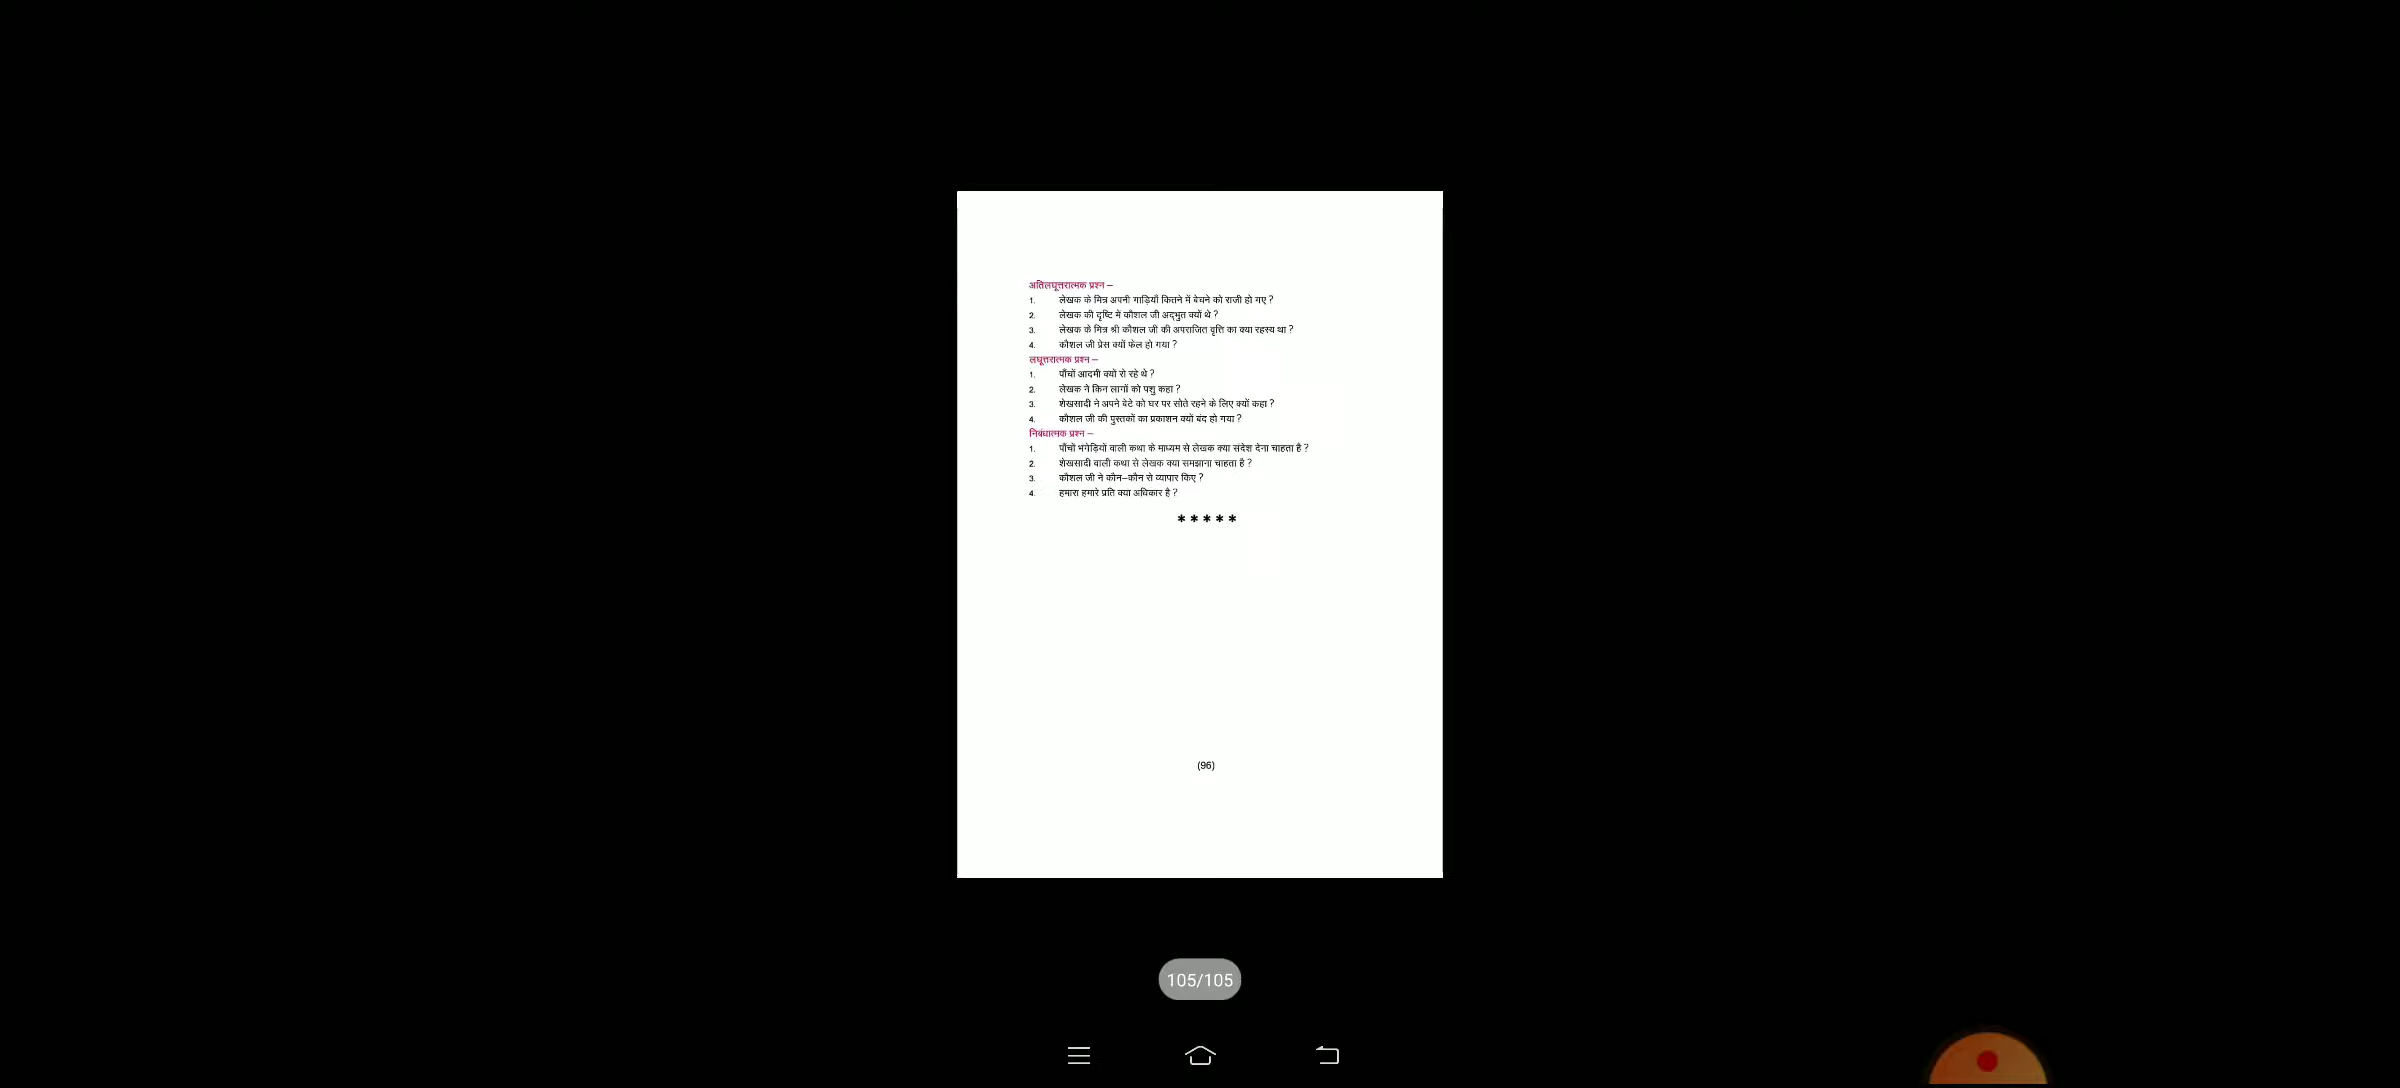 अतिलघूत्तरात्मक प्रश्न –
1. लेखक के मित्र अपनी गाड़ियाँ कितने में बेचने को राजी हो गए ?
2. लेखक की दृष्टि में कौशल जी अद्भुत क्यों थे ?
3. लेखक के मित्र श्री कौशल जी की अपराजित वृत्ति का क्या रहस्य था ?
4. कौशल जी प्रेस क्यों फेल हो गया ?
लघूत्तरात्मक प्रश्न –
1. पाँचों आदमी क्यों रो रहे थे ?
2. लेखक ने किन लागों को पशु कहा ?
3. शेखसादी ने अपने बेटे को घर पर सोते रहने के लिए क्यों कहा ?
4. कौशल जी की पुस्तकों का प्रकाशन क्यों बंद हो गया ?
निबंधात्मक प्रश्न –
1. पाँचों भंगेड़ियों वाली कथा के माध्यम से लेखक क्या संदेश देना चाहता है ?
2. शेखसादी वाली कथा से लेखक क्या समझाना चाहता है ?
3. कौशल जी ने कौन–कौन से व्यापार किए ?
4. हमारा हमारे प्रति क्या अधिकार है ?
*****
(96)
105/105